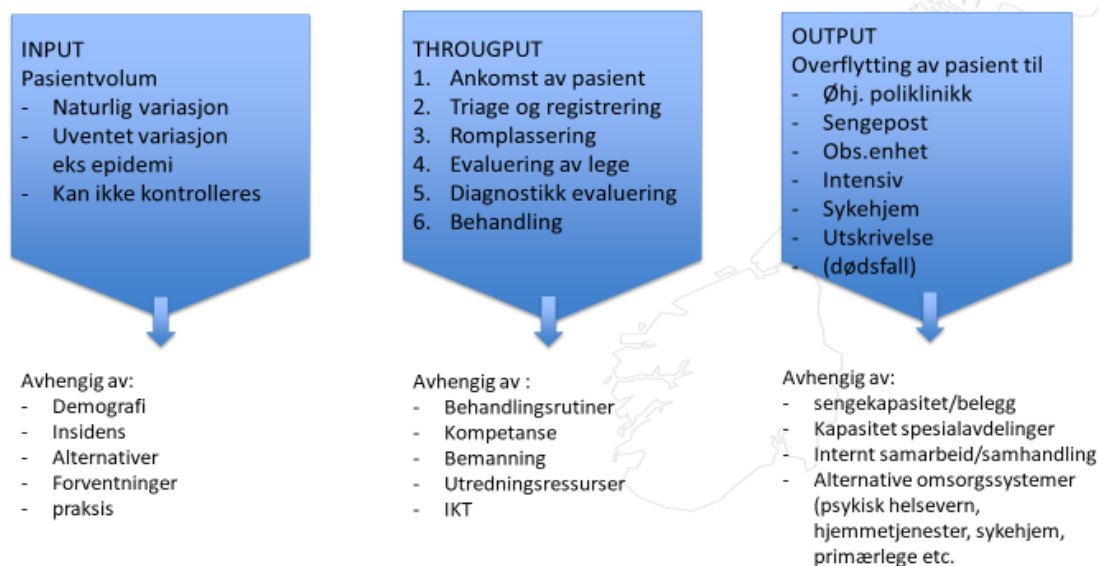 INPUT
Pasientvolum
- Naturlig variasjon
- Uventet variasjon
eks epidemi
- Kan ikke kontrolleres
Avhengig av:
- Demografi
- Insidens
- Alternativer
- Forventninger
- praksis
THROUGPUT
1. Ankomst av pasient
2. Triage og registrering
3. Romplassering
4. Evaluering av lege
5. Diagnostikk evaluering
6. Behandling
Avhengig av :
- Behandlingsrutiner
- Kompetanse
- Bemanning
- Utredningsressurser
- IKT
OUTPUT
Overflytting av pasient til
- Øhj. poliklinikk
- Sengepost
- Obs.enhet
- Intensiv
- Sykehjem
- Utskrivelse
- (dødsfall)
Avhengig av:
- sengekapasitet/belegg
- Kapasitet spesialavdelinger
- Internt samarbeid/samhandling
- Alternative omsorgssystemer
(psykisk helsevern,
hjemmetjenester, sykehjem,
primærlege etc.